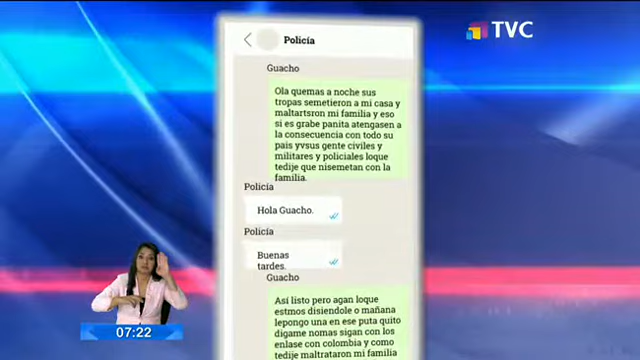 Policía
TVC
Guacho
Ola quemas a noche sus
tropas semetieron a mi casa y
maltartsron mi familia y eso
si es grabe panita atengasen a
la consecuencia con todo su
pais yvsus gente civiles y
militares y policiales loque
tedije que nisemetan con la
familia.
Policía
Hola Guacho.
Policía
Buenas
tardes.
Guacho
Así listo pero agan loque
estmos disiendole o mañana
lepongo una en ese puta quito
digame nomas sigan con los
enlase con colombia y como
tedije maltrataron mi familia
07:22